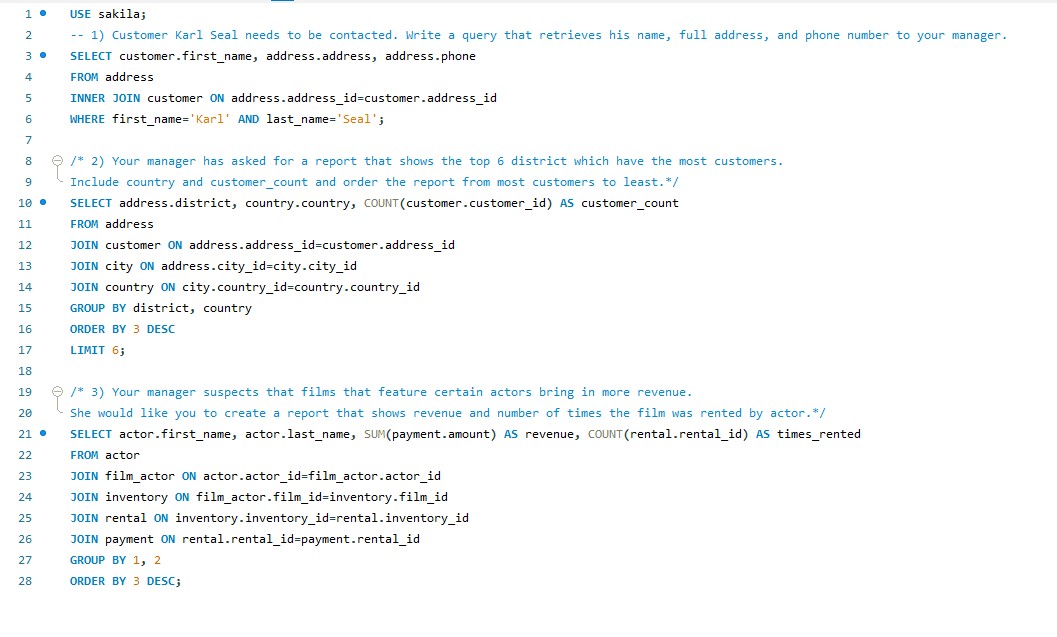 1 USE sakila;
2 -- 1) Customer Karl Seal needs to be contacted. Write a query that retrieves his name, full address, and phone number to your manager.
3 SELECT customer.first_name, address.address, address.phone
4 FROM address
5 INNER JOIN customer ON address.address_id=customer.address_id
6 WHERE first_name='Karl' AND last_name='Seal';
7
8 /* 2) Your manager has asked for a report that shows the top 6 district which have the most customers.
9 Include country and customer_count and order the report from most customers to least.*/
10 SELECT address.district, country.country, COUNT(customer.customer_id) AS customer_count
11 FROM address
12 JOIN customer ON address.address_id=customer.address_id
13 JOIN city ON address.city_id=city.city_id
14 JOIN country ON city.country_id=country.country_id
15 GROUP BY district, country
16 ORDER BY 3 DESC
17 LIMIT 6;
18
19 /* 3) Your manager suspects that films that feature certain actors bring in more revenue.
20 She would like you to create a report that shows revenue and number of times the film was rented by actor.*/
21 SELECT actor.first_name, actor.last_name, SUM(payment.amount) AS revenue, COUNT(rental.rental_id) AS times_rented
22 FROM actor
23 JOIN film_actor ON actor.actor_id=film_actor.actor_id
24 JOIN inventory ON film_actor.film_id=inventory.film_id
25 JOIN rental ON inventory.inventory_id=rental.inventory_id
26 JOIN payment ON rental.rental_id=payment.rental_id
27 GROUP BY 1, 2
28 ORDER BY 3 DESC;